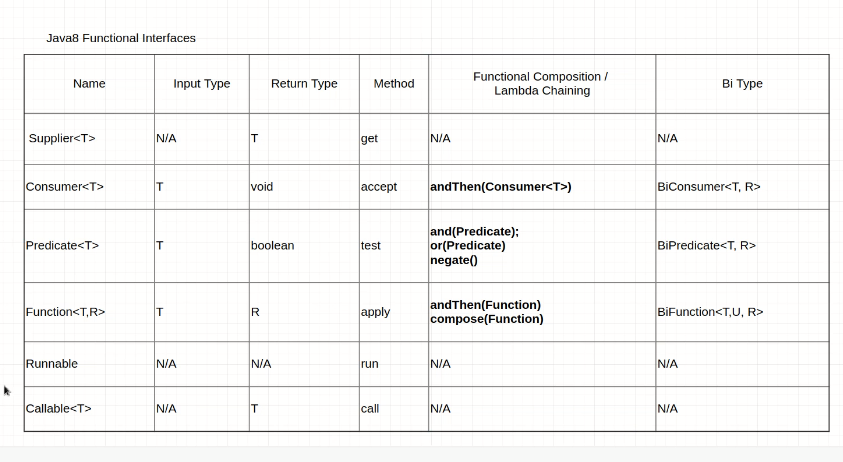 Java8 Functional Interfaces
Name Input Type Return Type Method Functional Composition /
Lambda Chaining Bi Type
Supplier<T> N/A T get N/A N/A
Consumer<T> T void accept andThen(Consumer<T>) BiConsumer<T, R>
Predicate<T> T boolean test and(Predicate);
or(Predicate)
negate() BiPredicate<T, R>
Function<T,R> T R apply andThen(Function)
compose(Function) BiFunction<T,U, R>
Runnable N/A N/A run N/A N/A
Callable<T> N/A T call N/A N/A